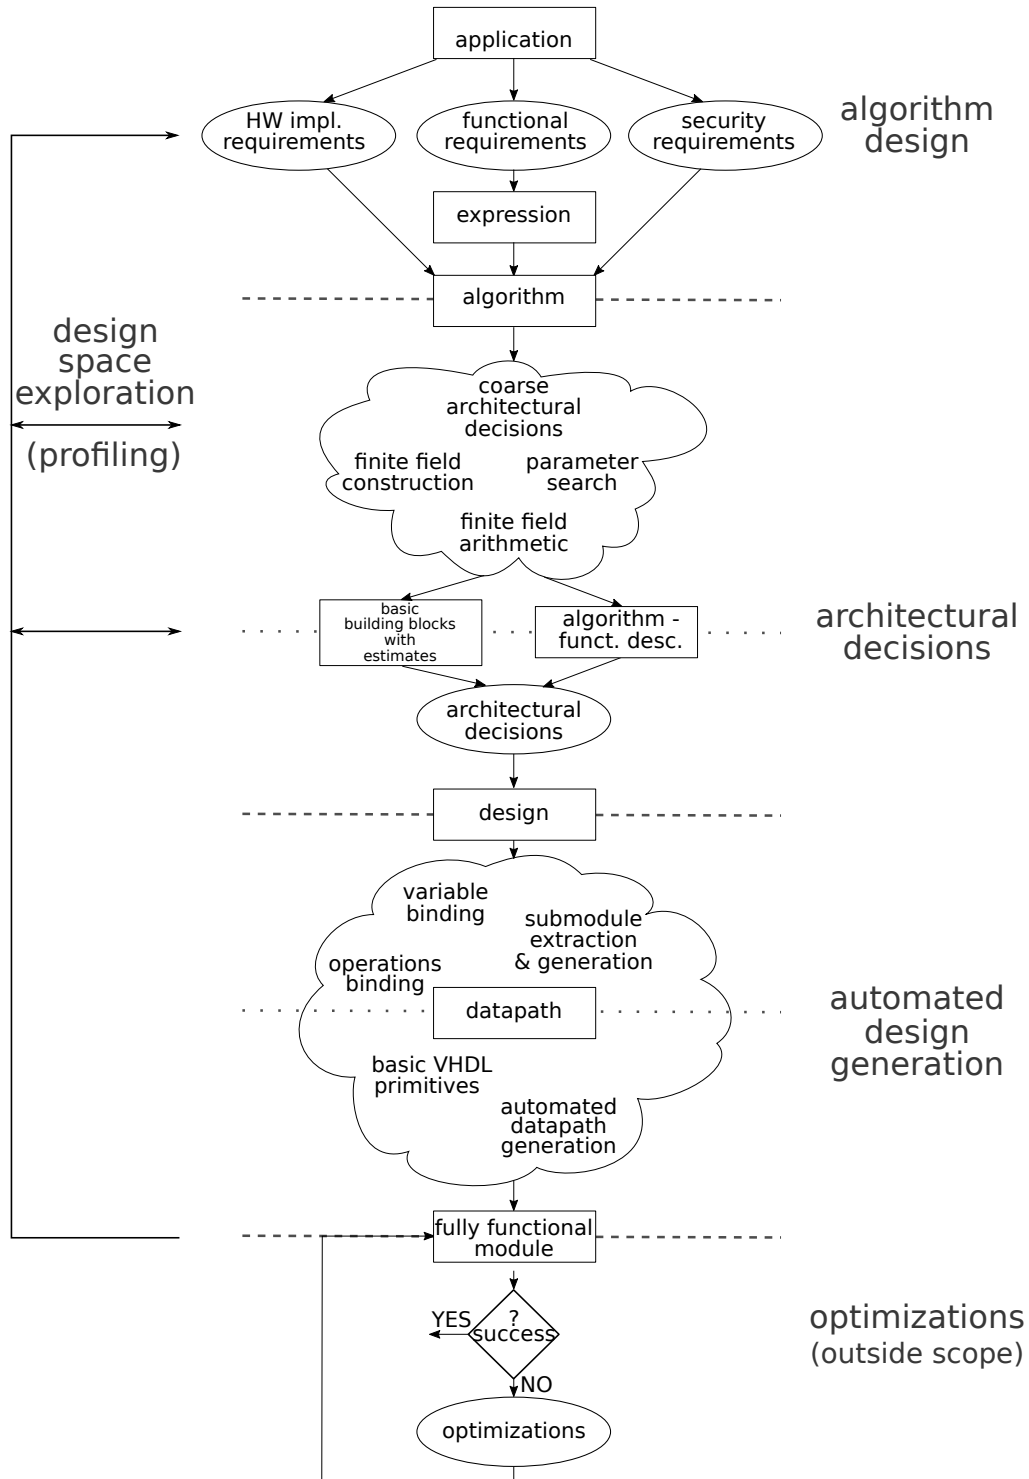 application
HW impl.
requirements
functional
requirements
security
requirements
algorithm
design
expression
algorithm
design
space
exploration
(profiling)
coarse
architectural
decisions
finite field
construction
parameter
search
finite field
arithmetic
basic
building blocks
with
estimates
algorithm -
funct. desc.
architectural
decisions
architectural
decisions
design
variable
binding
submodule
extraction
& generation
operations
binding
datapath
automated
design
generation
basic VHDL
primitives
automated
datapath
generation
fully functional
module
?
success
YES
NO
optimizations
(outside scope)
optimizations